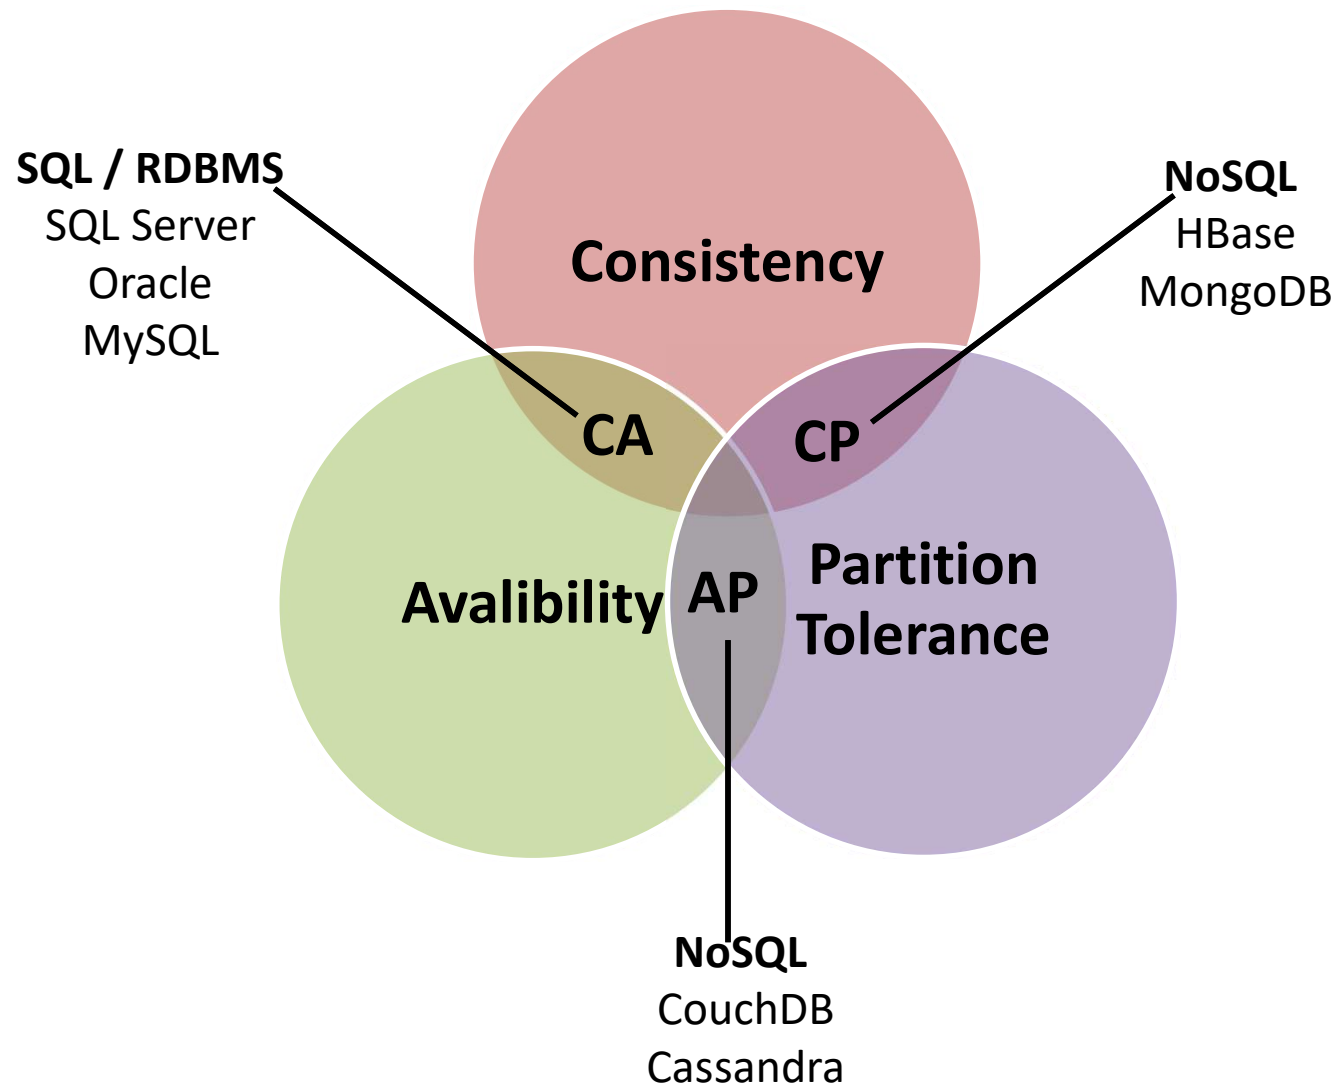 SQL / RDBMS
SQL Server
Oracle
MySQL
NoSQL
HBase
MongoDB
Consistency
CA
CP
Avalibility
AP
Partition
Tolerance
NoSQL
CouchDB
Cassandra